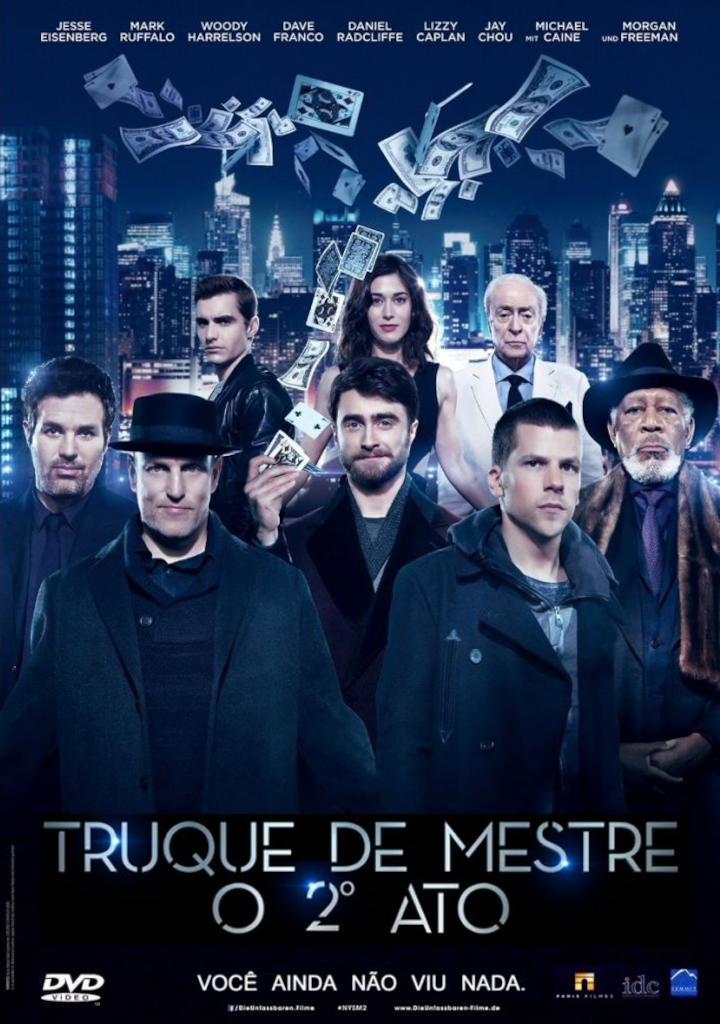 JESSE MARK WOODY DAVE DANIEL LIZZY JAY MICHAEL MORGAN
EISENBERG RUFFALO HARRELSON FRANCO RADCLIFFE CAPLAN CHOU MIT CAINE UND FREEMAN
TRUQUE DE MESTRE
O 2º ATO
DVD
VIDEO
VOCÊ AINDA NÃO VIU NADA.
PARIS FILMES
idc
SUMMIT
f/DieUnfassbaren.Filme #NYSM2 www.DieUnfassbaren-Filme.de